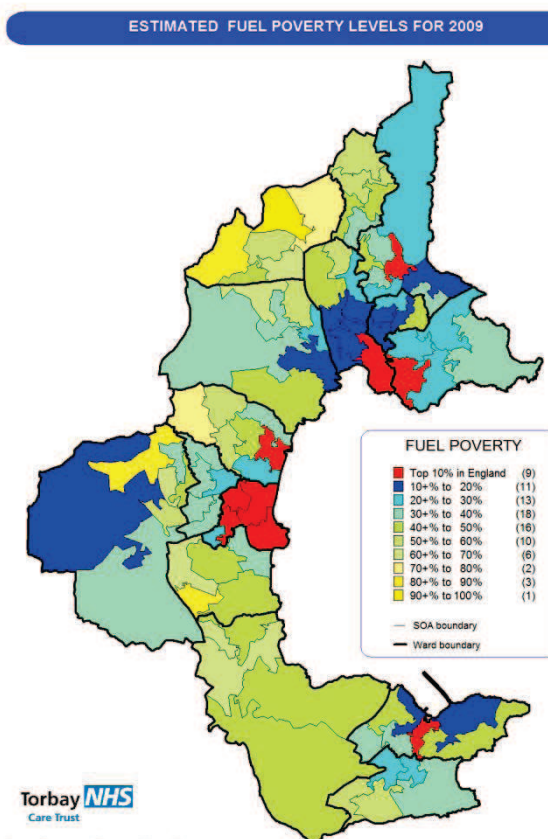 ESTIMATED FUEL POVERTY LEVELS FOR 2009
FUEL POVERTY
Top 10% in England (9)
10+% to 20% (11)
20+% to 30% (13)
30+% to 40% (18)
40+% to 50% (16)
50+% to 60% (10)
60+% to 70% (6)
70+% to 80% (2)
80+% to 90% (3)
90+% to 100% (1)
SOA boundary
Ward boundary
Torbay NHS
Care Trust